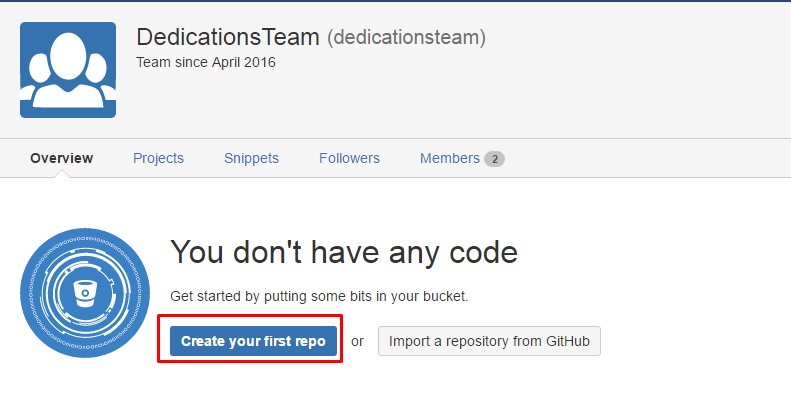 DedicationsTeam (dedicationsteam)
Team since April 2016
Overview Projects Snippets Followers Members 2
You don't have any code
Get started by putting some bits in your bucket.
Create your first repo or Import a repository from GitHub